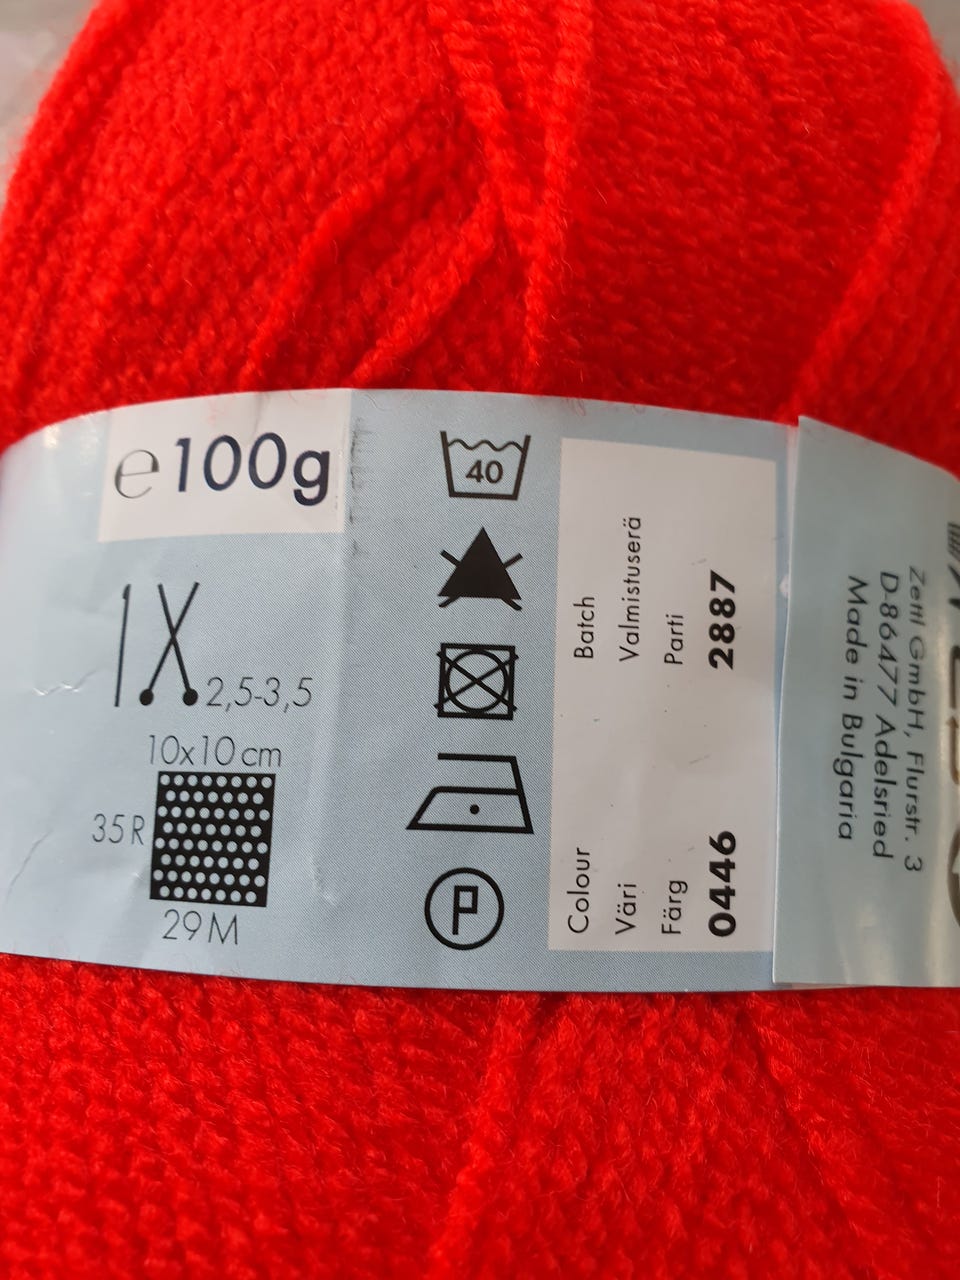 e100g
2,5-3,5
10x10 cm
35 R
29 M
40
P
Batch
Valmistuserä
Parti
2887
Colour
Väri
Färg
0446
Zettl GmbH, Flurstr. 3
D-86477 Adelsried
Made in Bulgaria